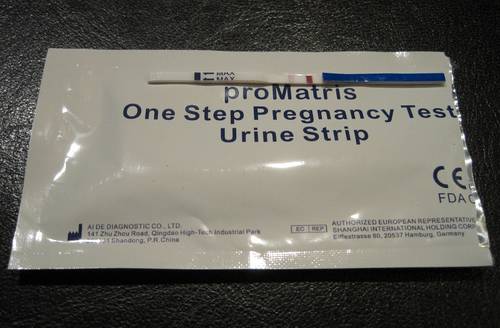 MAX
MAX
proMatris
One Step Pregnancy Test
Urine Strip
CE
FDA
AI DE DIAGNOSTIC CO., LTD.
141 Zhu Zhou Road, Qingdao High-Tech Industrial Park
Shandong, P.R.China
EC REP
AUTHORIZED EUROPEAN REPRESENTATIVE
SHANGHAI INTERNATIONAL HOLDING CORP
Eiffestrasse 80, 20537 Hamburg, Germany